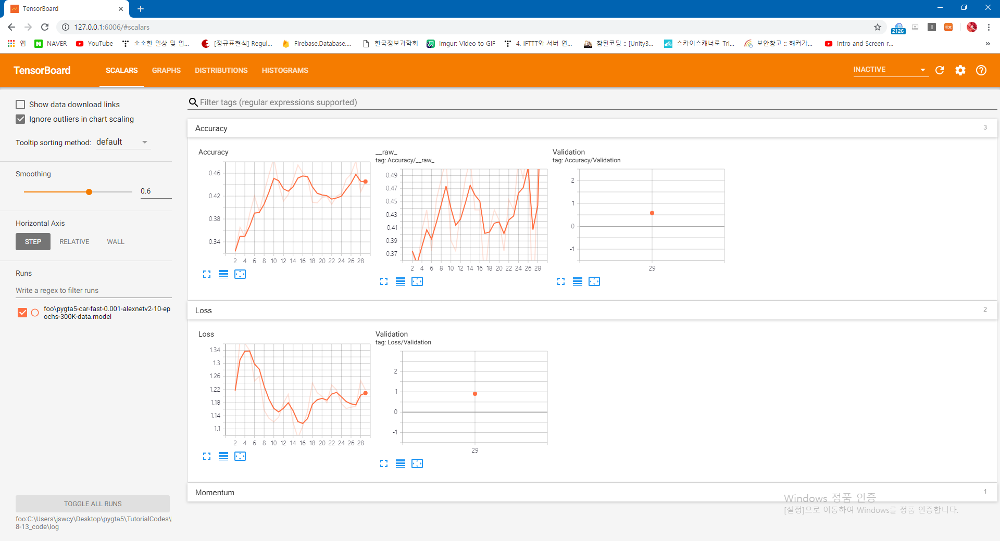 TensorBoard
127.0.0.1:6006/#scalars
2126
앱
NAVER
YouTube
소소한 일상 및 업...
[정규표현식] Regul...
Firebase.Database....
한국정보과학회
Imgur: Video to GIF
4. IFTTT와 서버 연...
참된코딩 :: [Unity3...
스카이스캐너로 Tri...
보안창고 :: 해커가...
Intro and Screen r...
»
TensorBoard
SCALARS
GRAPHS
DISTRIBUTIONS
HISTOGRAMS
INACTIVE
Show data download links
Ignore outliers in chart scaling
Tooltip sorting method: default
Smoothing
0.6
Horizontal Axis
STEP
RELATIVE
WALL
Runs
Write a regex to filter runs
foo\pygta5-car-fast-0.001-alexnetv2-10-ep
ochs-300K-data.model
TOGGLE ALL RUNS
foo:C:\Users\jswcy\Desktop\pygta5\TutorialCodes\
8-13_code\log
Filter tags (regular expressions supported)
Accuracy
3
Accuracy
0.46
0.42
0.38
0.34
2 4 6 8 10 12 14 16 18 20 22 24 26 28
__raw_
tag: Accuracy/__raw_
0.49
0.47
0.45
0.43
0.41
0.39
0.37
2 4 6 8 10 12 14 16 18 20 22 24 26 28
Validation
tag: Accuracy/Validation
2
1
0
-1
29
Loss
2
Loss
1.34
1.3
1.26
1.22
1.18
1.14
1.1
2 4 6 8 10 12 14 16 18 20 22 24 26 28
Validation
tag: Loss/Validation
2
1
0
-1
29
Momentum
1
Windows 정품 인증
[설정]으로 이동하여 Windows를 정품 인증합니다.